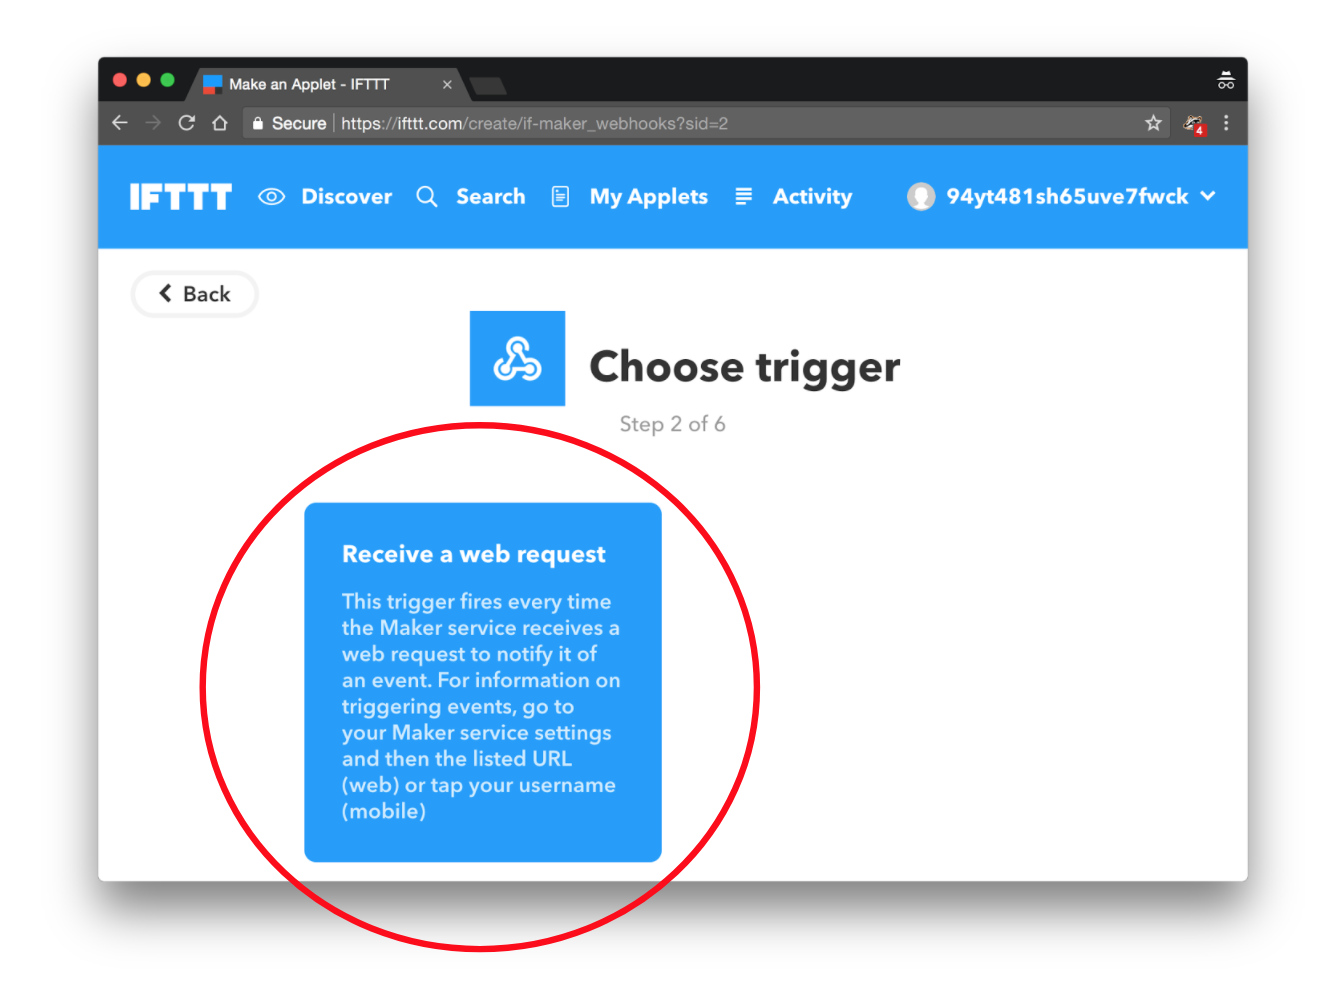 Make an Applet - IFTTT
Secure | https://ifttt.com/create/if-maker_webhooks?sid=2
4
IFTTT Discover Search My Applets Activity 94yt481sh65uve7fwck
Back
Choose trigger
Step 2 of 6
Receive a web request
This trigger fires every time
the Maker service receives a
web request to notify it of
an event. For information on
triggering events, go to
your Maker service settings
and then the listed URL
(web) or tap your username
(mobile)